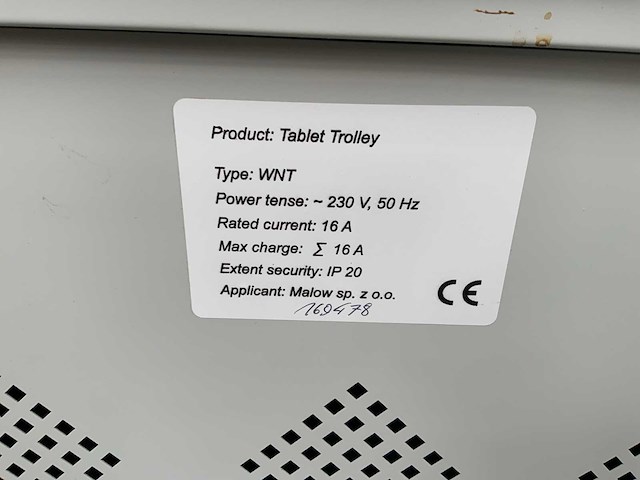 Product: Tablet Trolley
Type: WNT
Power tense: ~ 230 V, 50 Hz
Rated current: 16 A
Max charge: Σ 16 A
Extent security: IP 20
Applicant: Malow sp. z o.o.
CE
169478